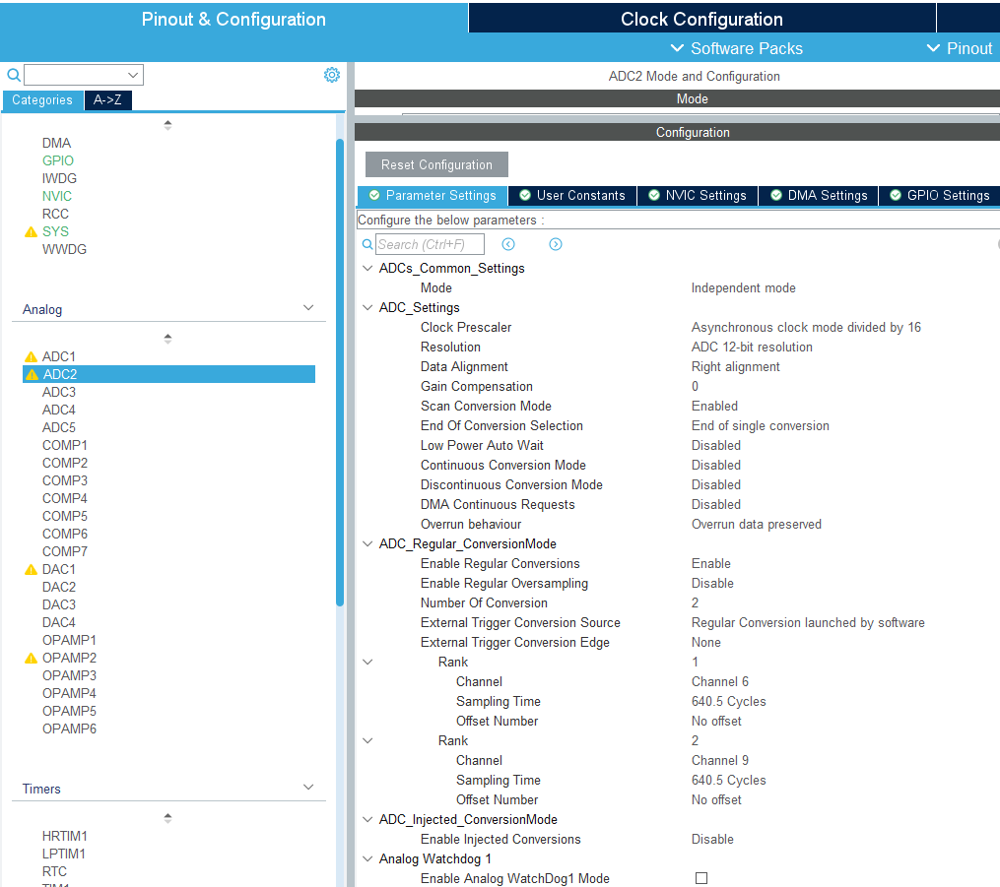 Pinout & Configuration
Clock Configuration
Software Packs
Pinout
Categories
A->Z
DMA
GPIO
IWDG
NVIC
RCC
SYS
WWDG
Analog
ADC1
ADC2
ADC3
ADC4
ADC5
COMP1
COMP2
COMP3
COMP4
COMP5
COMP6
COMP7
DAC1
DAC2
DAC3
DAC4
OPAMP1
OPAMP2
OPAMP3
OPAMP4
OPAMP5
OPAMP6
Timers
HRTIM1
LPTIM1
RTC
TIM1
ADC2 Mode and Configuration
Mode
Configuration
Reset Configuration
Parameter Settings
User Constants
NVIC Settings
DMA Settings
GPIO Settings
Configure the below parameters :
Search (Ctrl+F)
ADCs_Common_Settings
Mode Independent mode
ADC_Settings
Clock Prescaler Asynchronous clock mode divided by 16
Resolution ADC 12-bit resolution
Data Alignment Right alignment
Gain Compensation 0
Scan Conversion Mode Enabled
End Of Conversion Selection End of single conversion
Low Power Auto Wait Disabled
Continuous Conversion Mode Disabled
Discontinuous Conversion Mode Disabled
DMA Continuous Requests Disabled
Overrun behaviour Overrun data preserved
ADC_Regular_ConversionMode
Enable Regular Conversions Enable
Enable Regular Oversampling Disable
Number Of Conversion 2
External Trigger Conversion Source Regular Conversion launched by software
External Trigger Conversion Edge None
Rank 1
Channel Channel 6
Sampling Time 640.5 Cycles
Offset Number No offset
Rank 2
Channel Channel 9
Sampling Time 640.5 Cycles
Offset Number No offset
ADC_Injected_ConversionMode
Enable Injected Conversions Disable
Analog Watchdog 1
Enable Analog WatchDog1 Mode